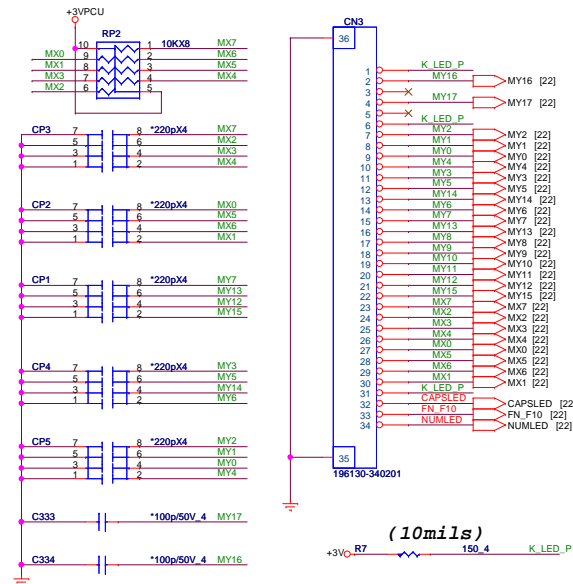 +3VPCU
RP2
10 1 10KX8 MX7
MX0 9 2 MX6
MX1 8 3 MX5
MX3 7 4 MX4
MX2 6 5
CP3 7 8 *220pX4 MX7
5 6 MX2
3 4 MX3
1 2 MX4
CP2 7 8 *220pX4 MX0
5 6 MX5
3 4 MX6
1 2 MX1
CP1 7 8 *220pX4 MY7
5 6 MY13
3 4 MY12
1 2 MY15
CP4 7 8 *220pX4 MY3
5 6 MY5
3 4 MY14
1 2 MY6
CP5 7 8 *220pX4 MY2
5 6 MY1
3 4 MY0
1 2 MY4
C333 *100p/50V_4 MY17
C334 *100p/50V_4 MY16
CN3
36
1 K_LED_P
2 MY16 MY16 [22]
3
4 MY17 MY17 [22]
5
6 K_LED_P
7 MY2 MY2 [22]
8 MY1 MY1 [22]
9 MY0 MY0 [22]
10 MY4 MY4 [22]
11 MY3 MY3 [22]
12 MY5 MY5 [22]
13 MY14 MY14 [22]
14 MY6 MY6 [22]
15 MY7 MY7 [22]
16 MY13 MY13 [22]
17 MY8 MY8 [22]
18 MY9 MY9 [22]
19 MY10 MY10 [22]
20 MY11 MY11 [22]
21 MY12 MY12 [22]
22 MY15 MY15 [22]
23 MX7 MX7 [22]
24 MX2 MX2 [22]
25 MX3 MX3 [22]
26 MX4 MX4 [22]
27 MX0 MX0 [22]
28 MX5 MX5 [22]
29 MX6 MX6 [22]
30 MX1 MX1 [22]
31 K_LED_P
32 CAPSLED CAPSLED [22
33 FN_F10 FN_F10 [22]
34 NUMLED NUMLED [22]
35
196130-340201
(10mils)
+3V R7 150_4 K_LED_P